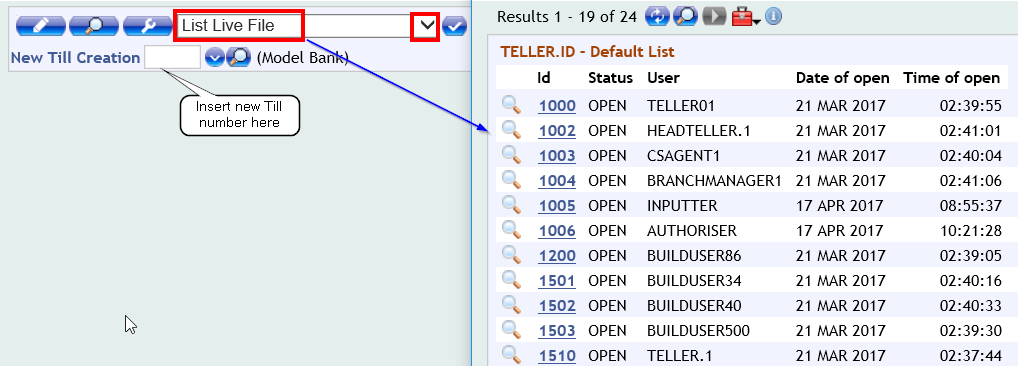 List Live File
New Till Creation (Model Bank)
Insert new Till
number here
Results 1 - 19 of 24
TELLER.ID - Default List
Id Status User Date of open Time of open
1000 OPEN TELLER01 21 MAR 2017 02:39:55
1002 OPEN HEADTELLER.1 21 MAR 2017 02:41:01
1003 OPEN CSAGENT1 21 MAR 2017 02:40:04
1004 OPEN BRANCHMANAGER1 21 MAR 2017 02:41:06
1005 OPEN INPUTTER 17 APR 2017 08:55:37
1006 OPEN AUTHORISER 17 APR 2017 10:21:28
1200 OPEN BUILDUSER86 21 MAR 2017 02:39:05
1501 OPEN BUILDUSER34 21 MAR 2017 02:40:16
1502 OPEN BUILDUSER40 21 MAR 2017 02:40:33
1503 OPEN BUILDUSER500 21 MAR 2017 02:39:30
1510 OPEN TELLER.1 21 MAR 2017 02:37:44